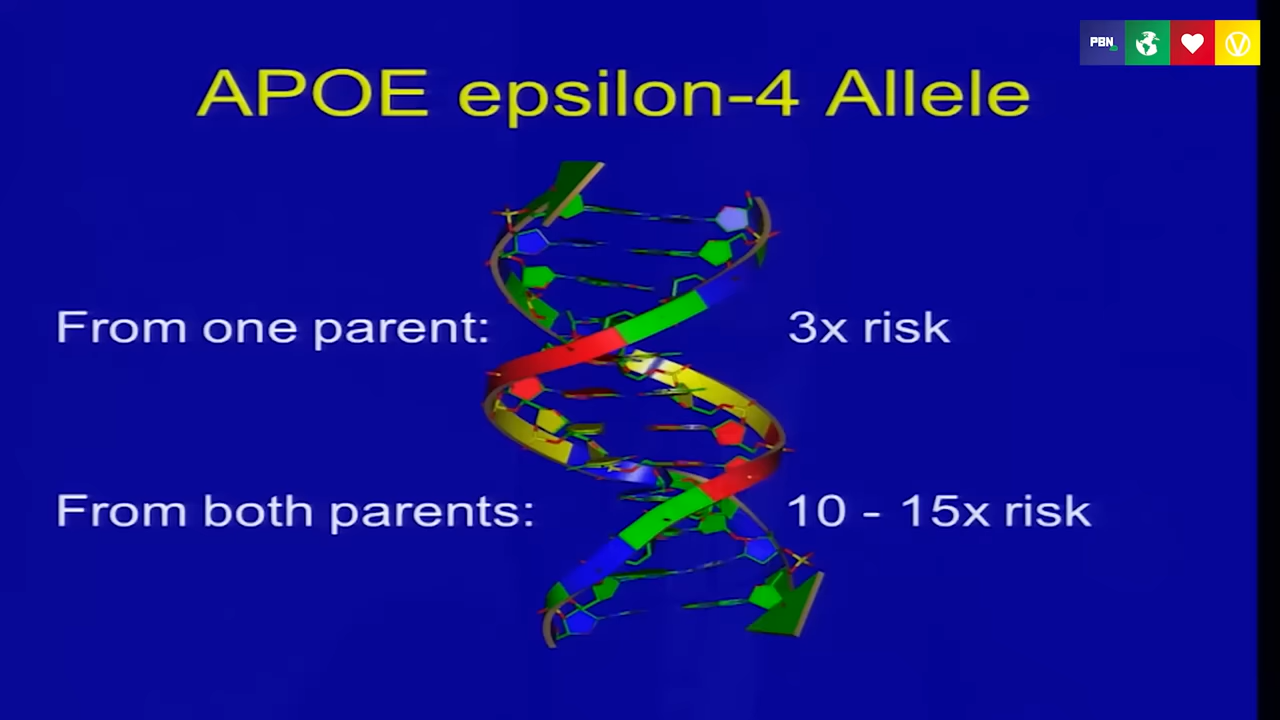 PBN
APOE epsilon-4 Allele
From one parent: 3x risk
From both parents: 10 - 15x risk